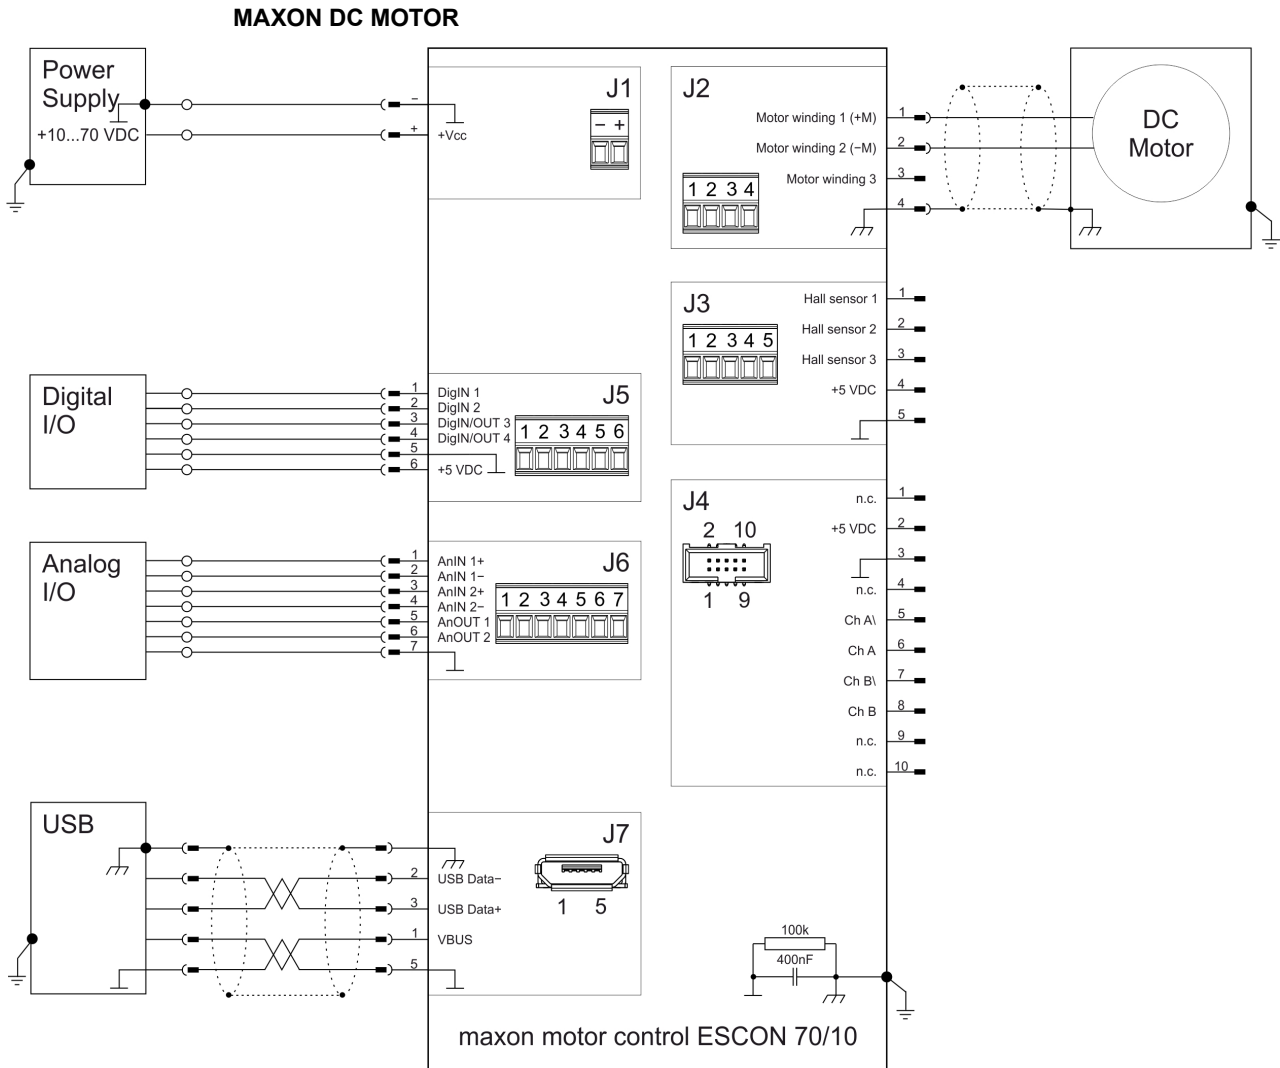 MAXON DC MOTOR
Power
Supply
+10...70 VDC
−
+
+Vcc
J1
− +
J2
1 2 3 4
Motor winding 1 (+M) 1
Motor winding 2 (−M) 2
Motor winding 3 3
4
DC
Motor
J3
1 2 3 4 5
Hall sensor 1 1
Hall sensor 2 2
Hall sensor 3 3
+5 VDC 4
5
Digital
I/O
1 DigIN 1
2 DigIN 2
3 DigIN/OUT 3
4 DigIN/OUT 4
5
6 +5 VDC
J5
1 2 3 4 5 6
J4
2 10
1 9
n.c. 1
+5 VDC 2
3
n.c. 4
Ch A\ 5
Ch A 6
Ch B\ 7
Ch B 8
n.c. 9
n.c. 10
Analog
I/O
1 AnIN 1+
2 AnIN 1−
3 AnIN 2+
4 AnIN 2−
5 AnOUT 1
6 AnOUT 2
7
J6
1 2 3 4 5 6 7
USB
2 USB Data−
3 USB Data+
1 VBUS
5
J7
1 5
100k
400nF
maxon motor control ESCON 70/10